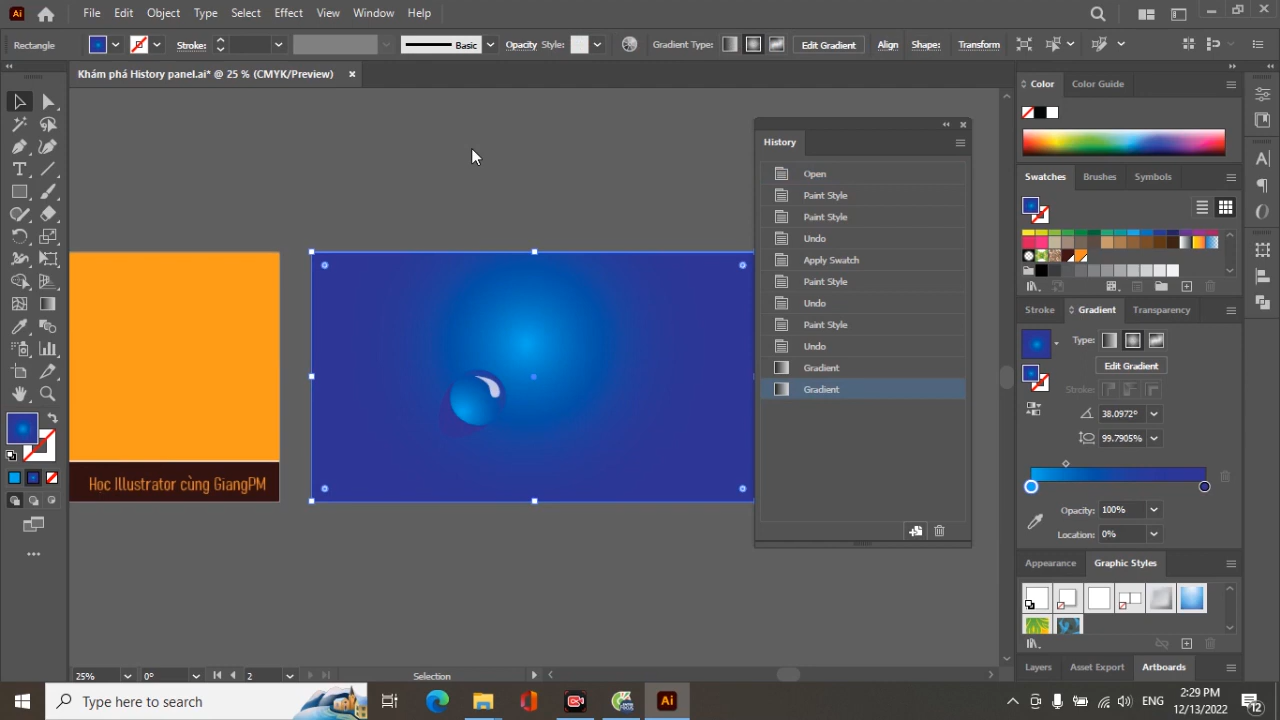 Ai File Edit Object Type Select Effect View Window Help
Rectangle Stroke: Basic Opacity Style: Gradient Type: Edit Gradient Align Shape: Transform
Khám phá History panel.ai* @ 25 % (CMYK/Preview)
Color Color Guide
History
Open
Paint Style
Paint Style
Undo
Apply Swatch
Paint Style
Undo
Paint Style
Undo
Gradient
Gradient
Swatches Brushes Symbols
Stroke Gradient Transparency
Type:
Edit Gradient
Stroke:
38.0972°
99.7905%
Opacity: 100%
Location: 0%
Appearance Graphic Styles
Layers Asset Export Artboards
Học Illustrator cùng GiangPM
25% 0° 2 Selection
Type here to search
Ai
ENG
2:29 PM
12/13/2022
12